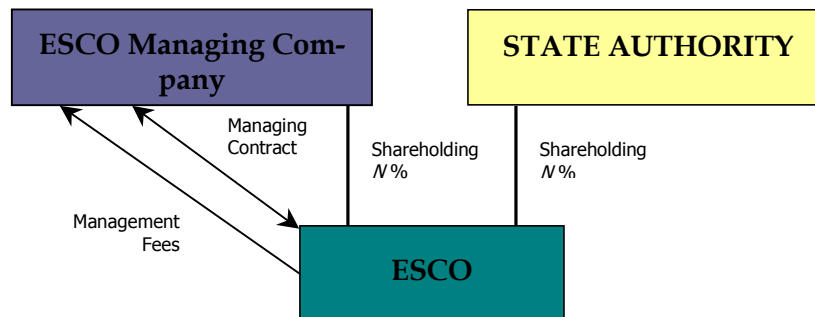 ESCO Managing Com-
pany
STATE AUTHORITY
Managing
Contract
Shareholding
N%
Shareholding
N%
Management
Fees
ESCO